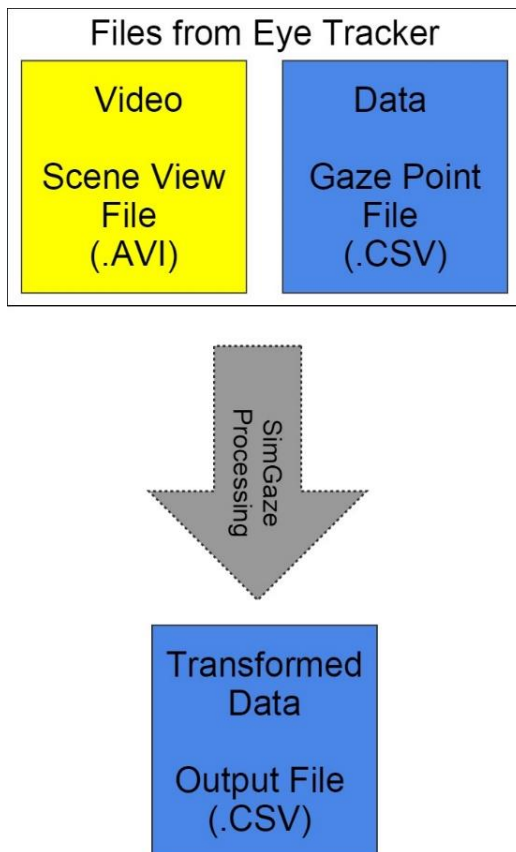 Files from Eye Tracker
Video
Scene View
File
(.AVI)
Data
Gaze Point
File
(.CSV)
SimGaze
Processing
Transformed
Data
Output File
(.CSV)